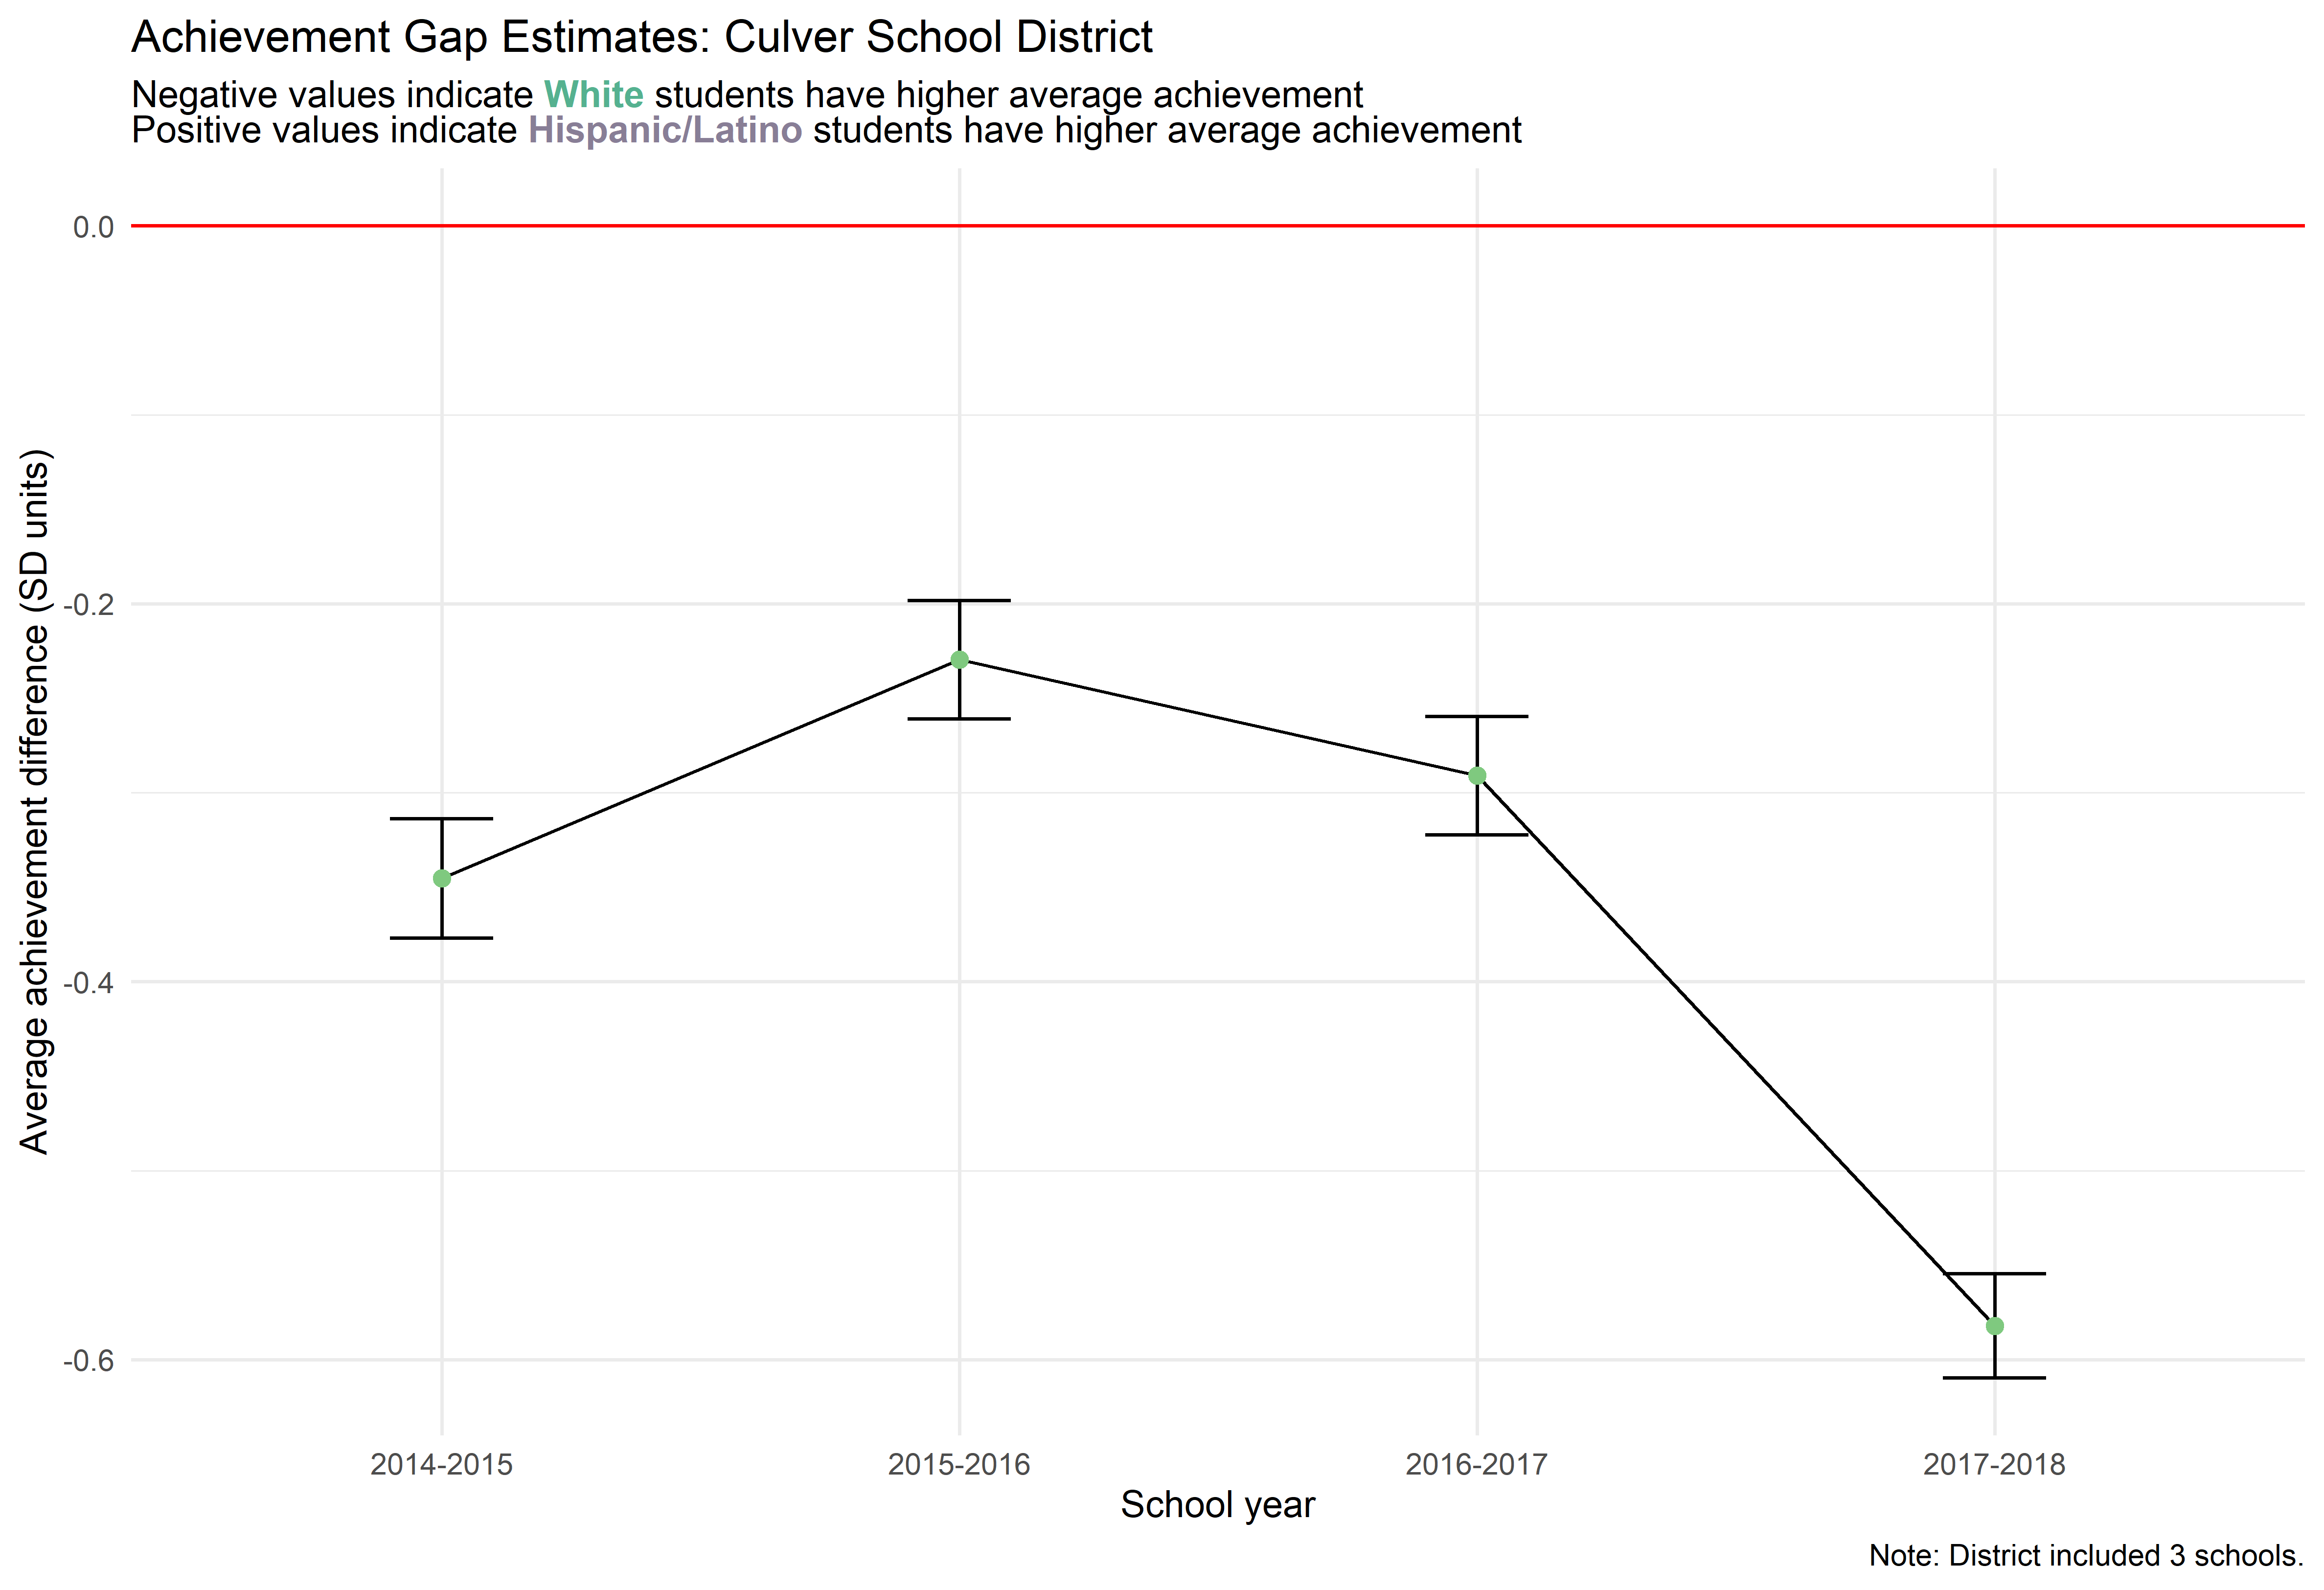 Achievement Gap Estimates: Culver School District
Negative values indicate White students have higher average achievement
Positive values indicate Hispanic/Latino students have higher average achievement
Average achievement difference (SD units)
0.0
-0.2
-0.4
-0.6
2014-2015
2015-2016
2016-2017
2017-2018
School year
Note: District included 3 schools.